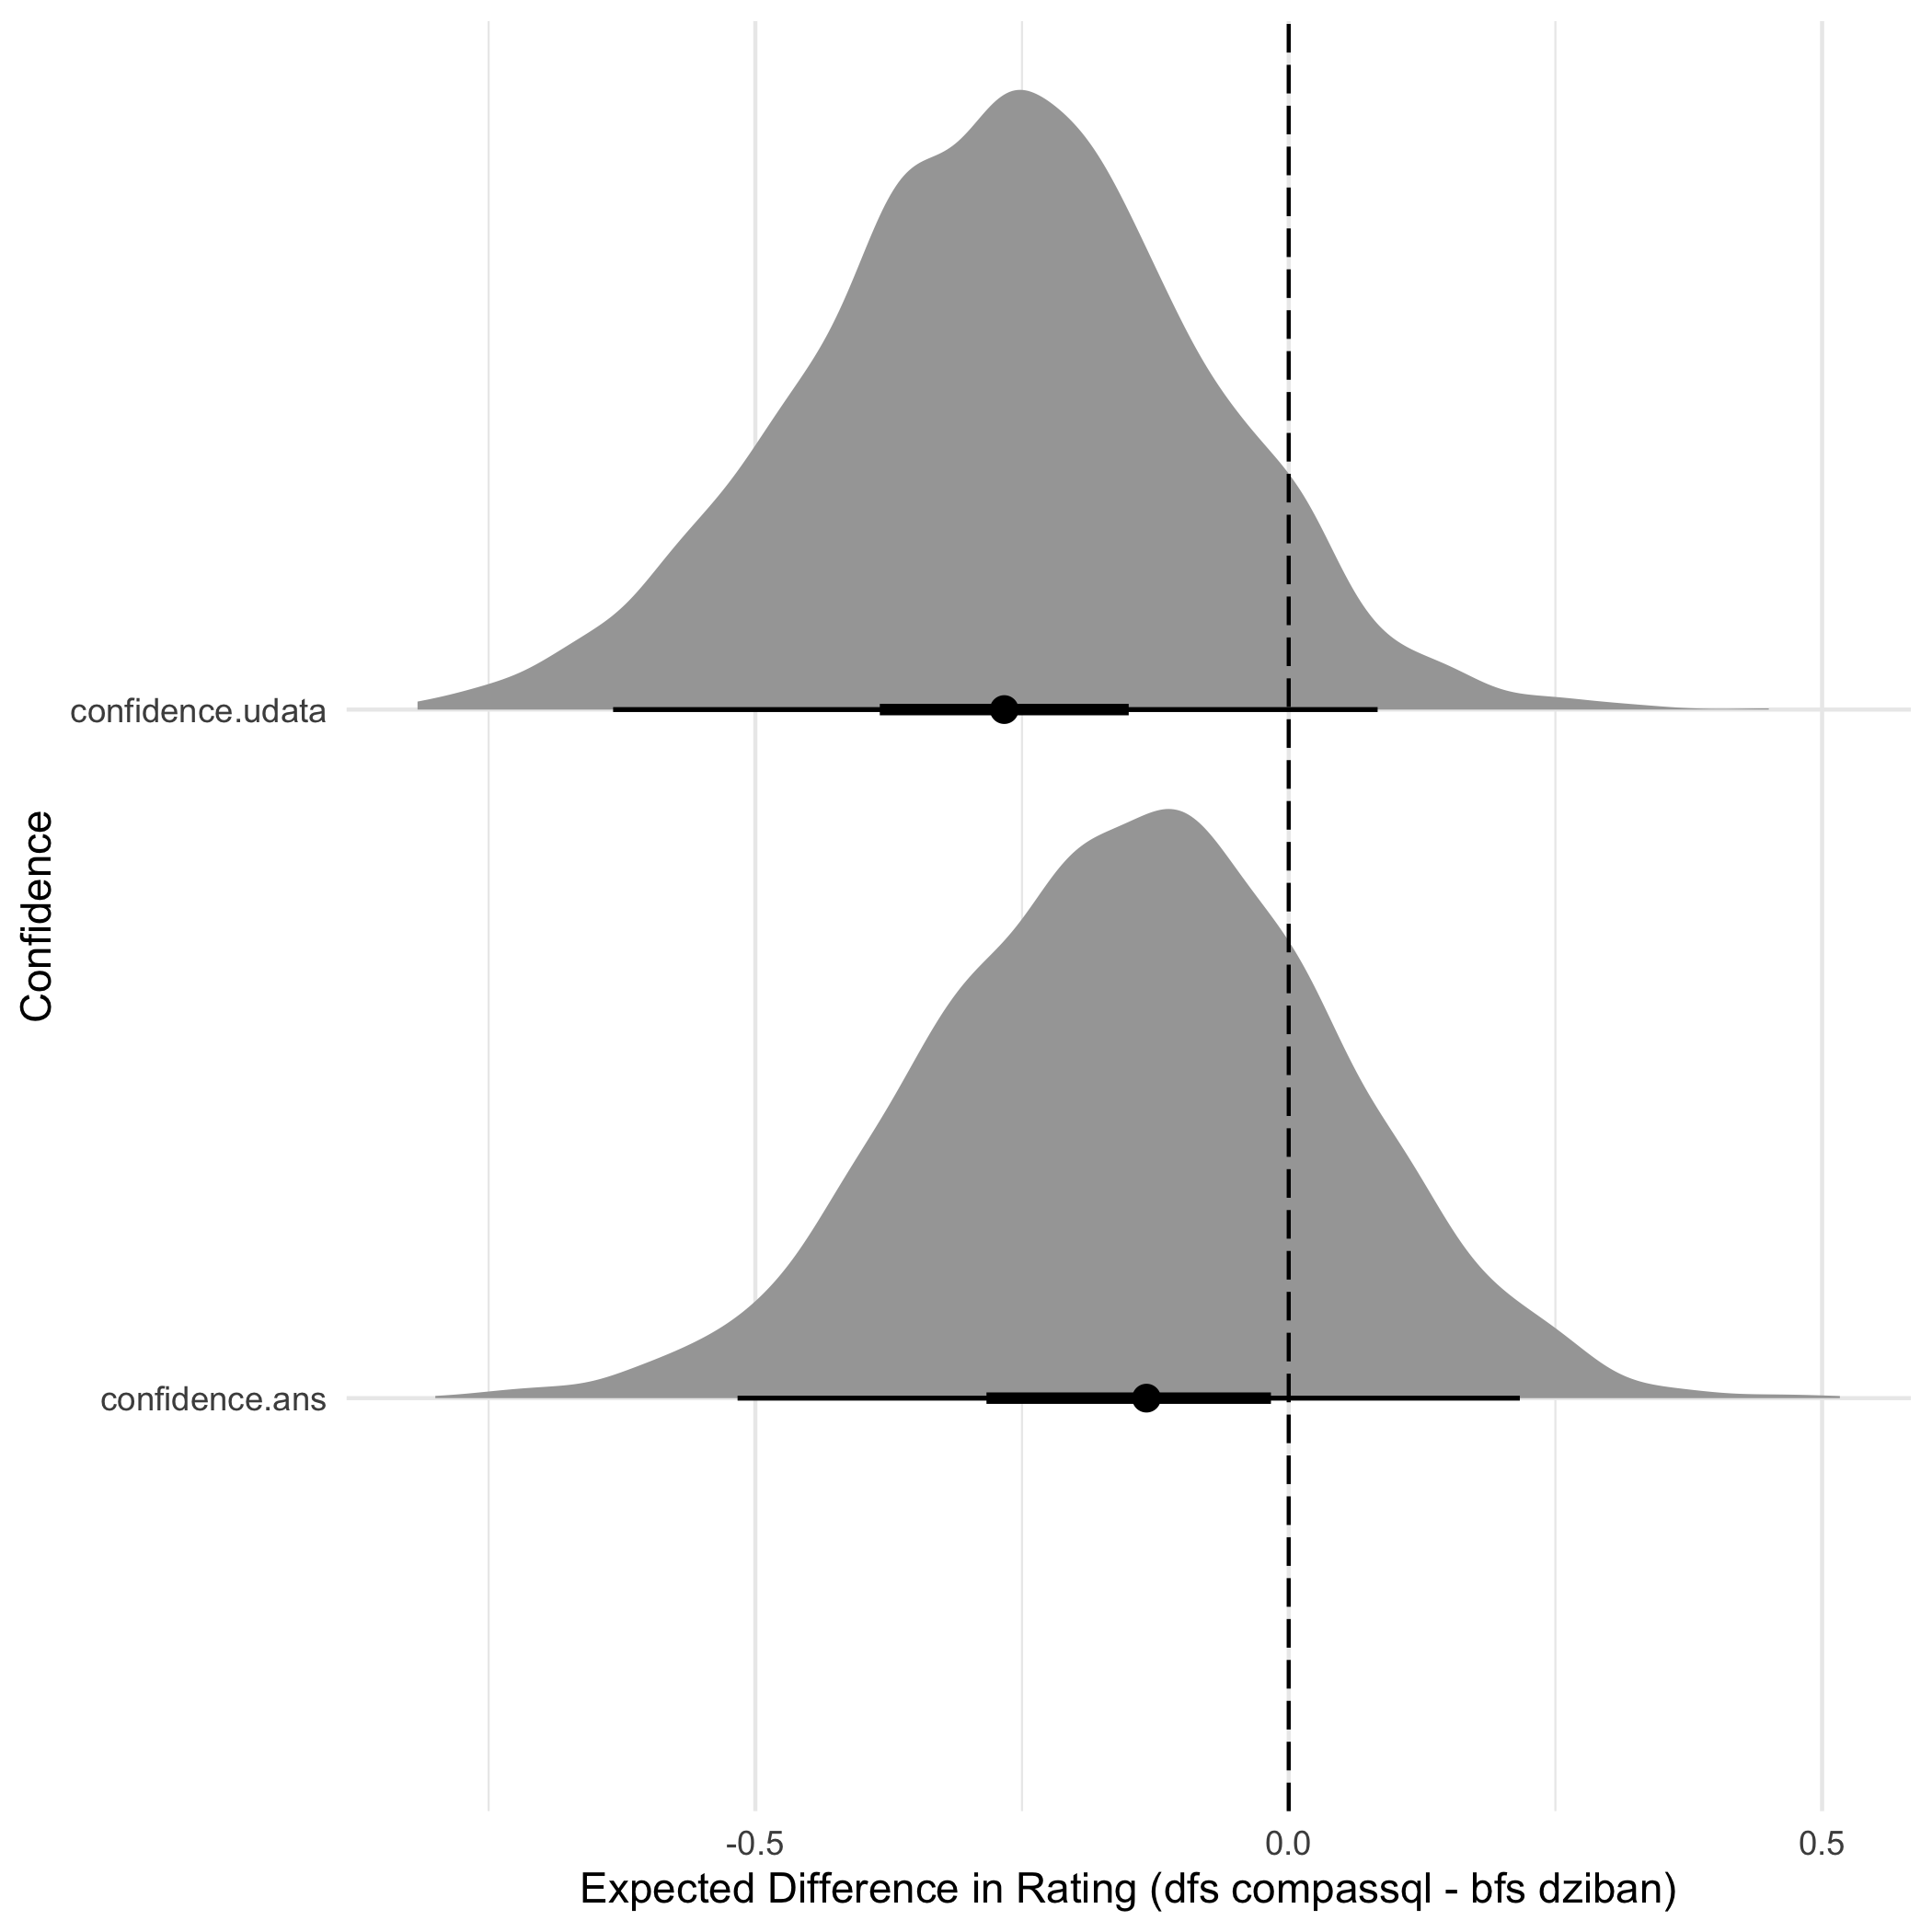 confidence.udata
Confidence
confidence.ans
-0.5 0.0 0.5
Expected Difference in Rating (dfs compassql - bfs dziban)